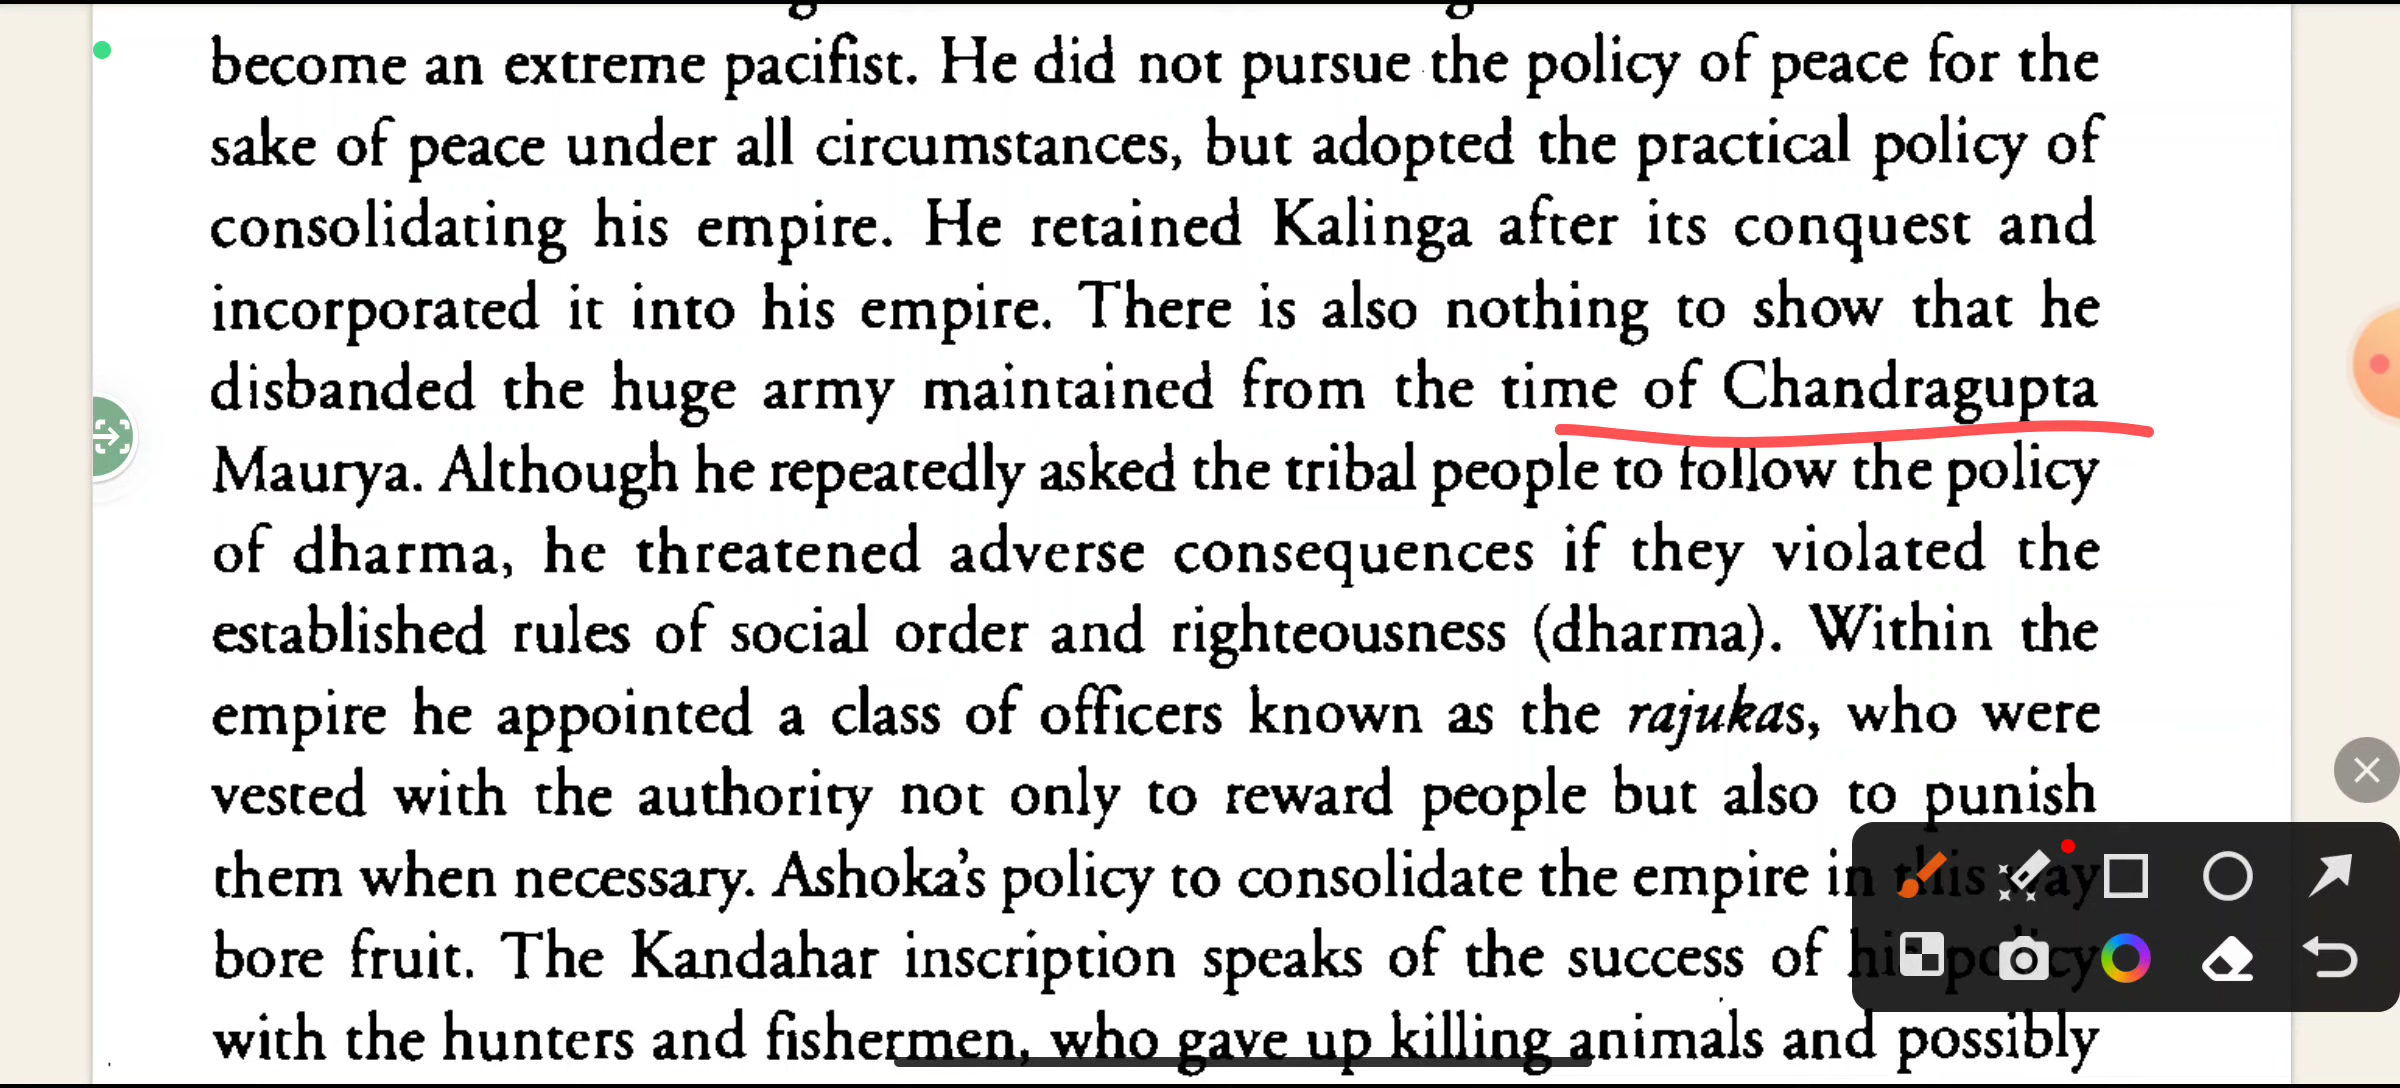 become an extreme pacifist. He did not pursue the policy of peace for the
sake of peace under all circumstances, but adopted the practical policy of
consolidating his empire. He retained Kalinga after its conquest and
incorporated it into his empire. There is also nothing to show that he
disbanded the huge army maintained from the time of Chandragupta
Maurya. Although he repeatedly asked the tribal people to follow the policy
of dharma, he threatened adverse consequences if they violated the
established rules of social order and righteousness (dharma). Within the
empire he appointed a class of officers known as the rajukas, who were
vested with the authority not only to reward people but also to punish
them when necessary. Ashoka's policy to consolidate the empire in this way
bore fruit. The Kandahar inscription speaks of the success of his policy
with the hunters and fishermen, who gave up killing animals and possibly